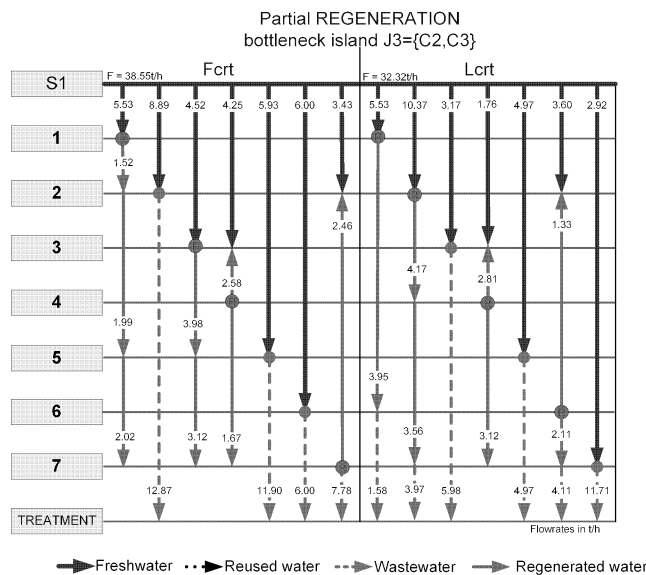 Partial REGENERATION
bottleneck island J3={C2,C3}
Fcrt Lcrt
S1 F = 38.55t/h F = 32.32t/h
5.53 8.89 4.52 4.25 5.93 6.00 3.43 5.53 10.37 3.17 1.76 4.97 3.60 2.92
1
1.52
2
2.46 1.33
3
4.17
2.58 2.81
4
1.99 3.98
5
3.95
6
2.02 3.12 1.67 3.56 3.12 2.11
7
12.87 11.90 6.00 7.78 1.58 3.97 5.98 4.97 4.11 11.71
TREATMENT
Flowrates in t/h
Freshwater Reused water Wastewater Regenerated water